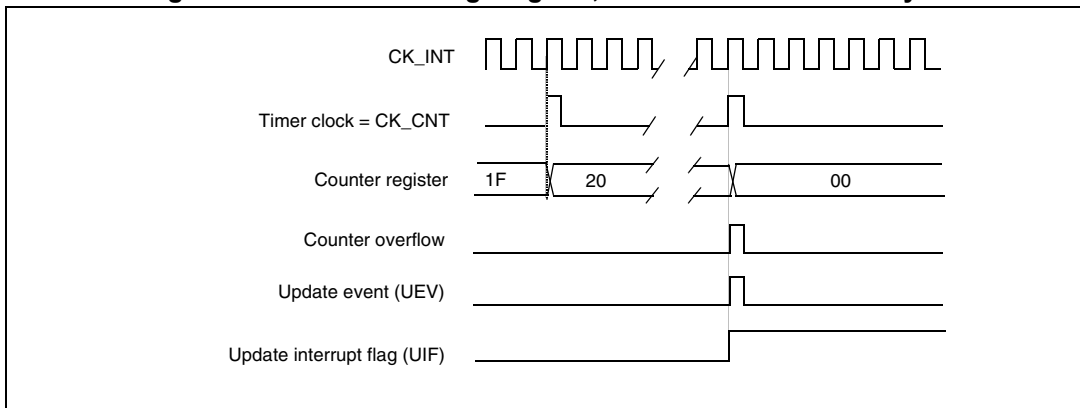 CK_INT
Timer clock = CK_CNT
Counter register 1F 20 00
Counter overflow
Update event (UEV)
Update interrupt flag (UIF)